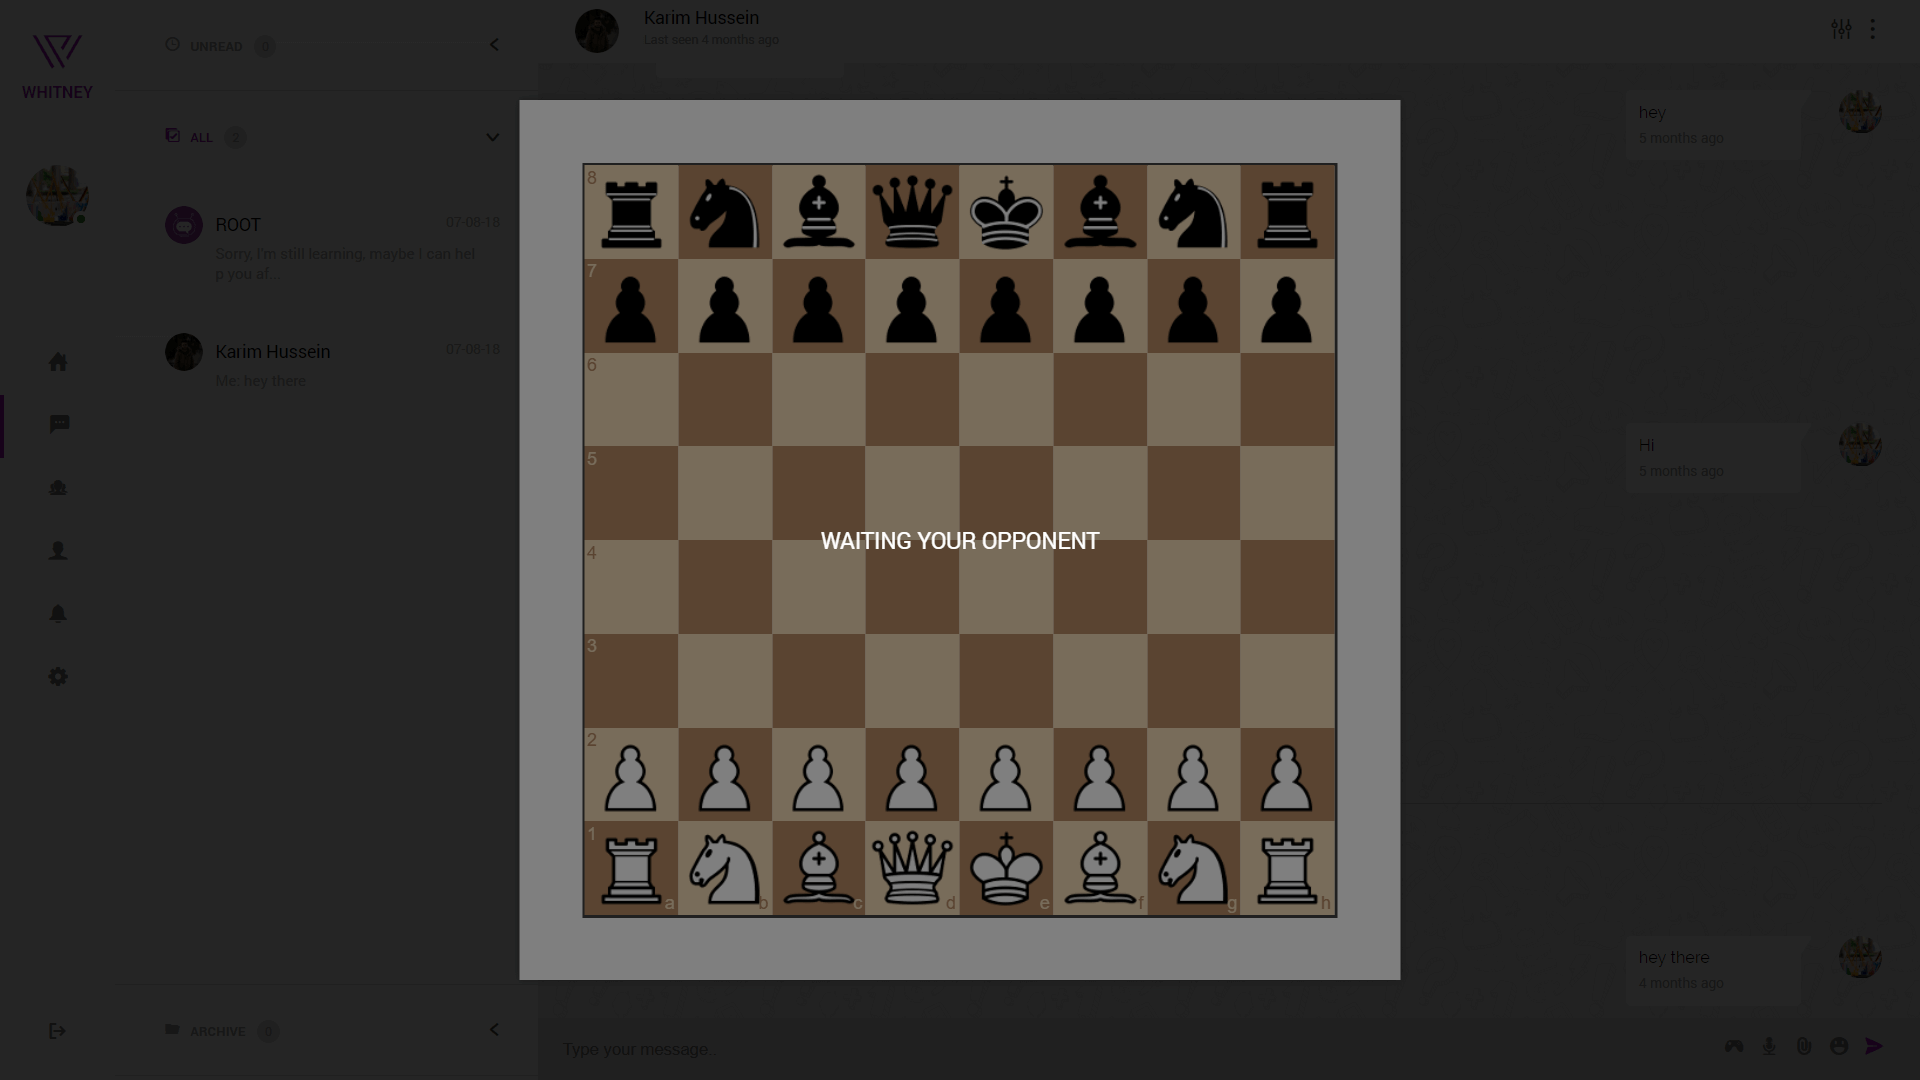 WHITNEY
UNREAD 0
ALL 2
ROOT 07-08-18
Sorry, I'm still learning, maybe I can hel
p you af...
Karim Hussein 07-08-18
Me: hey there
ARCHIVE 0
Karim Hussein
Last seen 4 months ago
hey
5 months ago
Hi
5 months ago
hey there
4 months ago
Type your message..
8
7
6
5
WAITING YOUR OPPONENT
4
3
2
1
a b c d e f g h